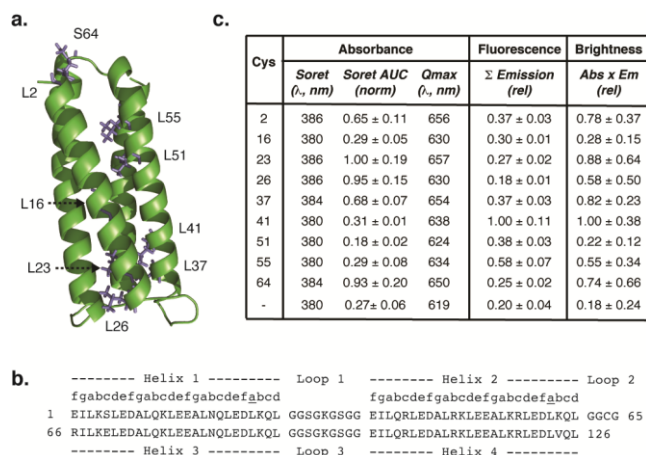 a.
S64
L2
L55
L51
L16
L41
L23
L37
L26
c.
Cys Absorbance Fluorescence Brightness
Soret (λ, nm) Soret AUC (norm) Qmax (λ, nm) Σ Emission (rel) Abs x Em (rel)
2 386 0.65 ± 0.11 656 0.37 ± 0.03 0.78 ± 0.37
16 380 0.29 ± 0.05 630 0.30 ± 0.01 0.28 ± 0.15
23 386 1.00 ± 0.19 657 0.27 ± 0.02 0.88 ± 0.64
26 386 0.95 ± 0.15 630 0.18 ± 0.01 0.58 ± 0.50
37 384 0.68 ± 0.07 654 0.37 ± 0.03 0.82 ± 0.23
41 380 0.31 ± 0.01 638 1.00 ± 0.11 1.00 ± 0.38
51 380 0.18 ± 0.02 624 0.38 ± 0.03 0.22 ± 0.12
55 380 0.29 ± 0.08 634 0.58 ± 0.07 0.55 ± 0.34
64 384 0.93 ± 0.20 650 0.25 ± 0.02 0.74 ± 0.66
- 380 0.27± 0.06 619 0.20 ± 0.04 0.18 ± 0.24
b.
-------- Helix 1 -------- Loop 1 -------- Helix 2 -------- Loop 2
fgabcdefgabcdefgabcdefabcd fgabcdefgabcdefgabcdefabcd
1 EILKSLEDALQKLEEALNQLEDLKQL GGSGKGSGG EILQRLEDALRKLEEALKRLEDLKQL GGCG 65
66 RILKELEDALQKLEEALNQLEDLKQL GGSGKGSGG EILQRLEDALRKLEEALKRLEDLVQL 126
-------- Helix 3 -------- Loop 3 -------- Helix 4 --------